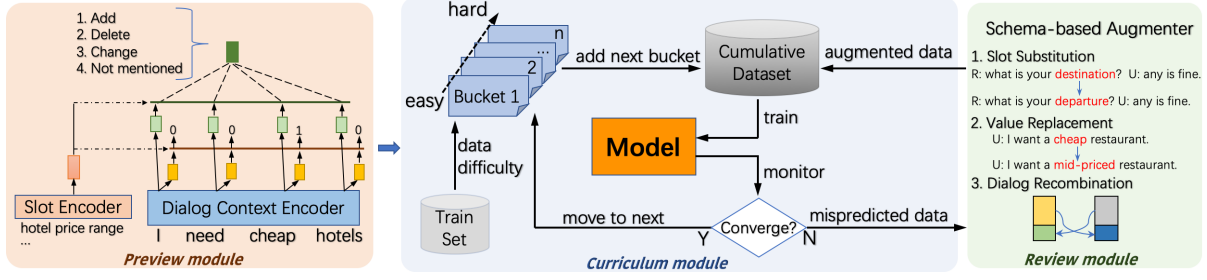 1. Add
2. Delete
3. Change
4. Not mentioned
0
0
1
0
Slot Encoder
hotel price range
...
Dialog Context Encoder
I need cheap hotels
Preview module
hard
easy
n
...
2
Bucket 1
add next bucket
Cumulative
Dataset
augmented data
train
Model
monitor
data
difficulty
Train
Set
move to next
Y
Converge?
N
mispredicted data
Curriculum module
Schema-based Augmenter
1. Slot Substitution
R: what is your destination? U: any is fine.
R: what is your departure? U: any is fine.
2. Value Replacement
U: I want a cheap restaurant.
U: I want a mid-priced restaurant.
3. Dialog Recombination
Review module